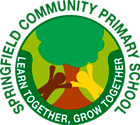 SPRINGFIELD COMMUNITY PRIMARY SCHOOL
LEARN TOGETHER, GROW TOGETHER